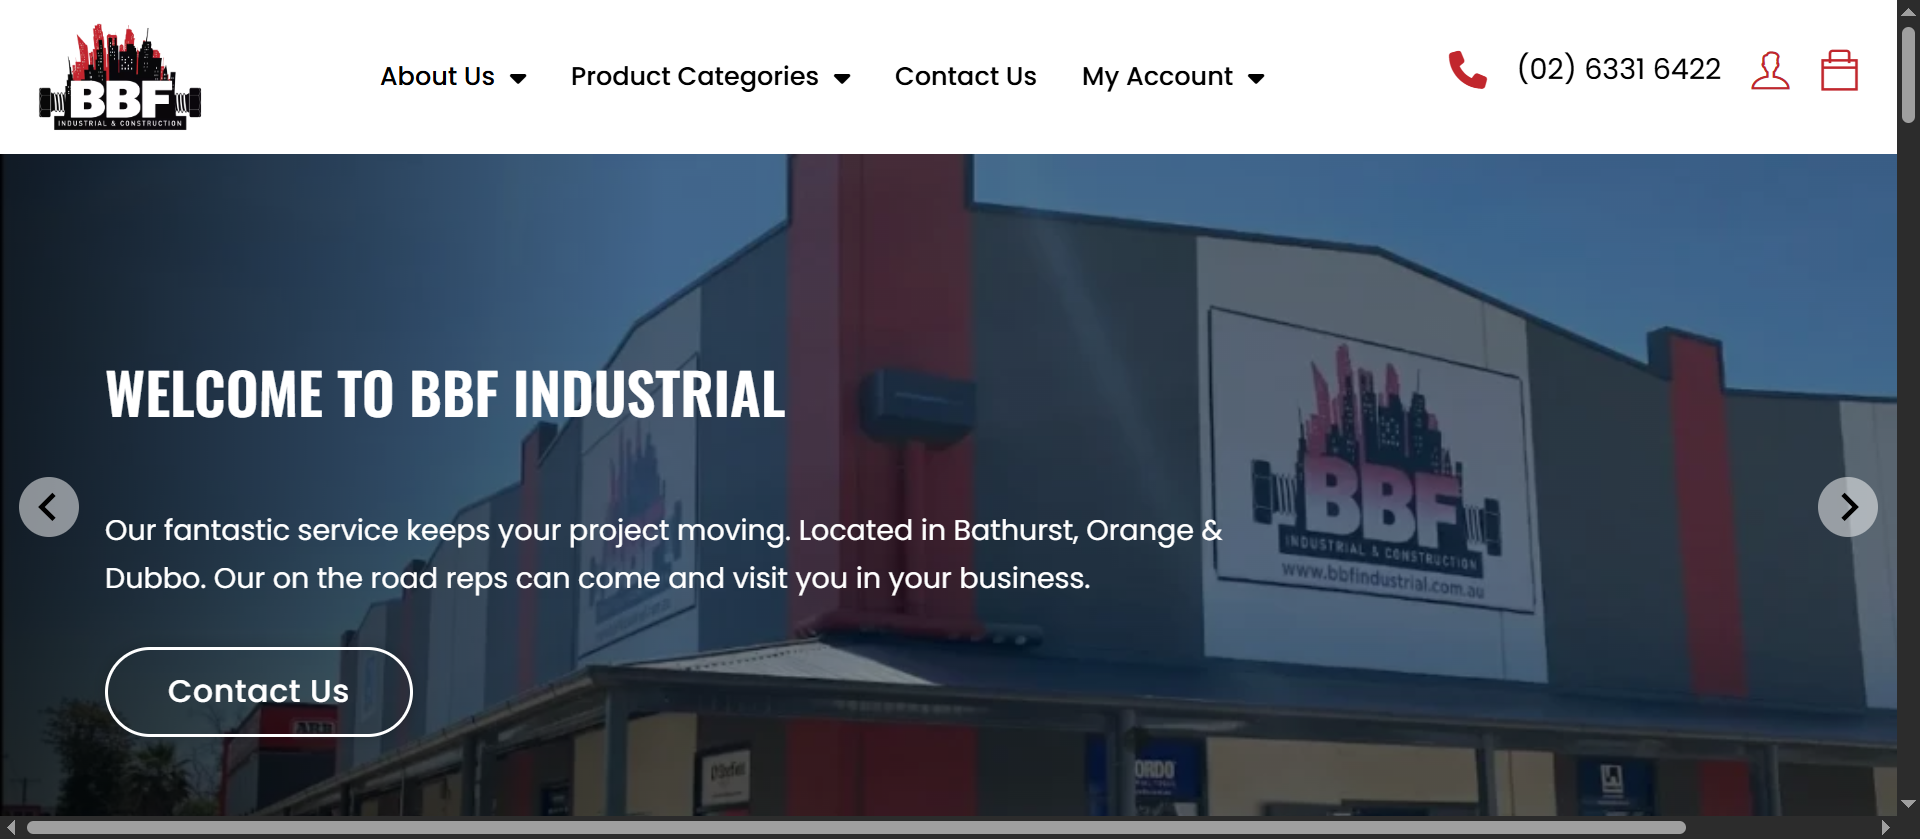 BBF
INDUSTRIAL & CONSTRUCTION
About Us
Product Categories
Contact Us
My Account
(02) 6331 6422
WELCOME TO BBF INDUSTRIAL
Our fantastic service keeps your project moving. Located in Bathurst, Orange &
Dubbo. Our on the road reps can come and visit you in your business.
Contact Us
BBF
INDUSTRIAL & CONSTRUCTION
www.bbfindustrial.com.au
ORDO